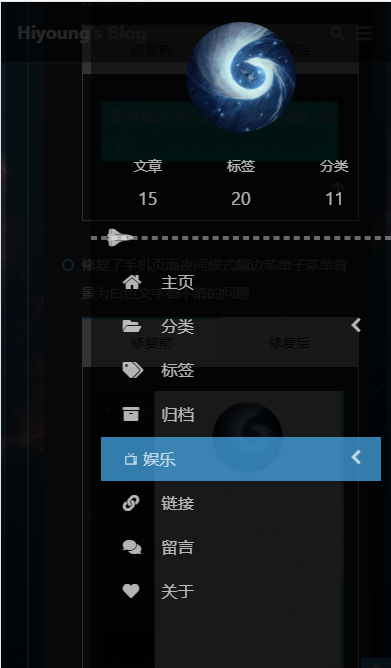 Hiyoung's Blog
修复前
后
文章 标签 分类
15 20 11
修复了手机页面夜间模式侧边菜单子菜单背
景为白色文字看不清的问题
主页
修复前 修复后
分类
标签
归档
娱乐
链接
留言
关于